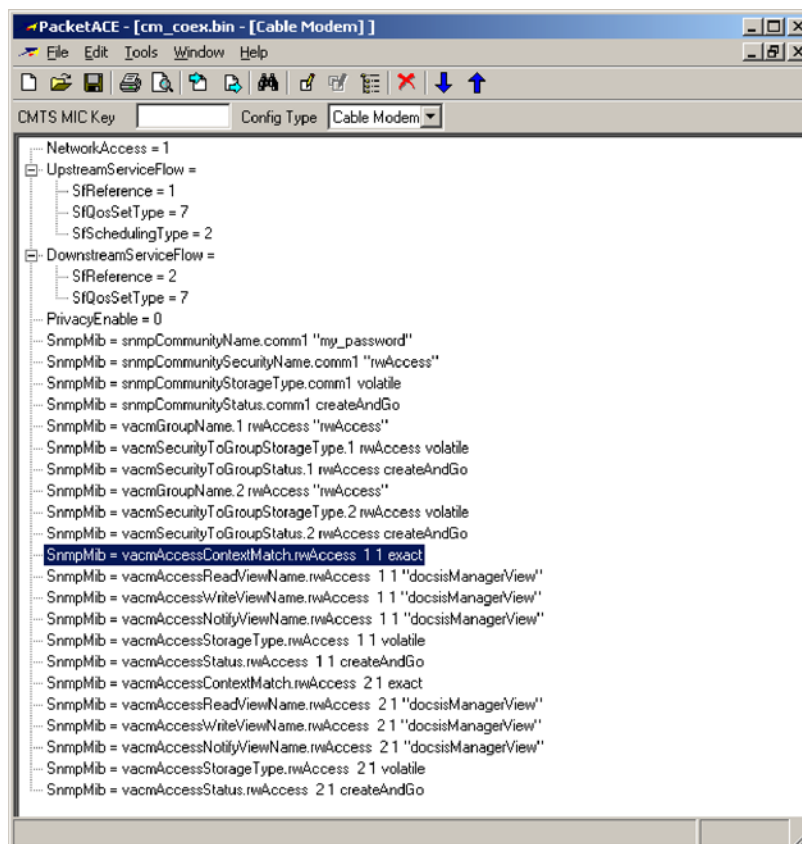 PacketACE - [cm_coex.bin - [Cable Modem] ]
File Edit Tools Window Help
CMTS MIC Key Config Type Cable Modem
NetworkAccess = 1
UpstreamServiceFlow =
SfReference = 1
SfQosSetType = 7
SfSchedulingType = 2
DownstreamServiceFlow =
SfReference = 2
SfQosSetType = 7
PrivacyEnable = 0
SnmpMib = snmpCommunityName.comm1 "my_password"
SnmpMib = snmpCommunitySecurityName.comm1 "rwAccess"
SnmpMib = snmpCommunityStorageType.comm1 volatile
SnmpMib = snmpCommunityStatus.comm1 createAndGo
SnmpMib = vacmGroupName.1 rwAccess "rwAccess"
SnmpMib = vacmSecurityToGroupStorageType.1 rwAccess volatile
SnmpMib = vacmSecurityToGroupStatus.1 rwAccess createAndGo
SnmpMib = vacmGroupName.2 rwAccess "rwAccess"
SnmpMib = vacmSecurityToGroupStorageType.2 rwAccess volatile
SnmpMib = vacmSecurityToGroupStatus.2 rwAccess createAndGo
SnmpMib = vacmAccessContextMatch.rwAccess 1 1 exact
SnmpMib = vacmAccessReadViewName.rwAccess 1 1 "docsisManagerView"
SnmpMib = vacmAccessWriteViewName.rwAccess 1 1 "docsisManagerView"
SnmpMib = vacmAccessNotifyViewName.rwAccess 1 1 "docsisManagerView"
SnmpMib = vacmAccessStorageType.rwAccess 1 1 volatile
SnmpMib = vacmAccessStatus.rwAccess 1 1 createAndGo
SnmpMib = vacmAccessContextMatch.rwAccess 2 1 exact
SnmpMib = vacmAccessReadViewName.rwAccess 2 1 "docsisManagerView"
SnmpMib = vacmAccessWriteViewName.rwAccess 2 1 "docsisManagerView"
SnmpMib = vacmAccessNotifyViewName.rwAccess 2 1 "docsisManagerView"
SnmpMib = vacmAccessStorageType.rwAccess 2 1 volatile
SnmpMib = vacmAccessStatus.rwAccess 2 1 createAndGo